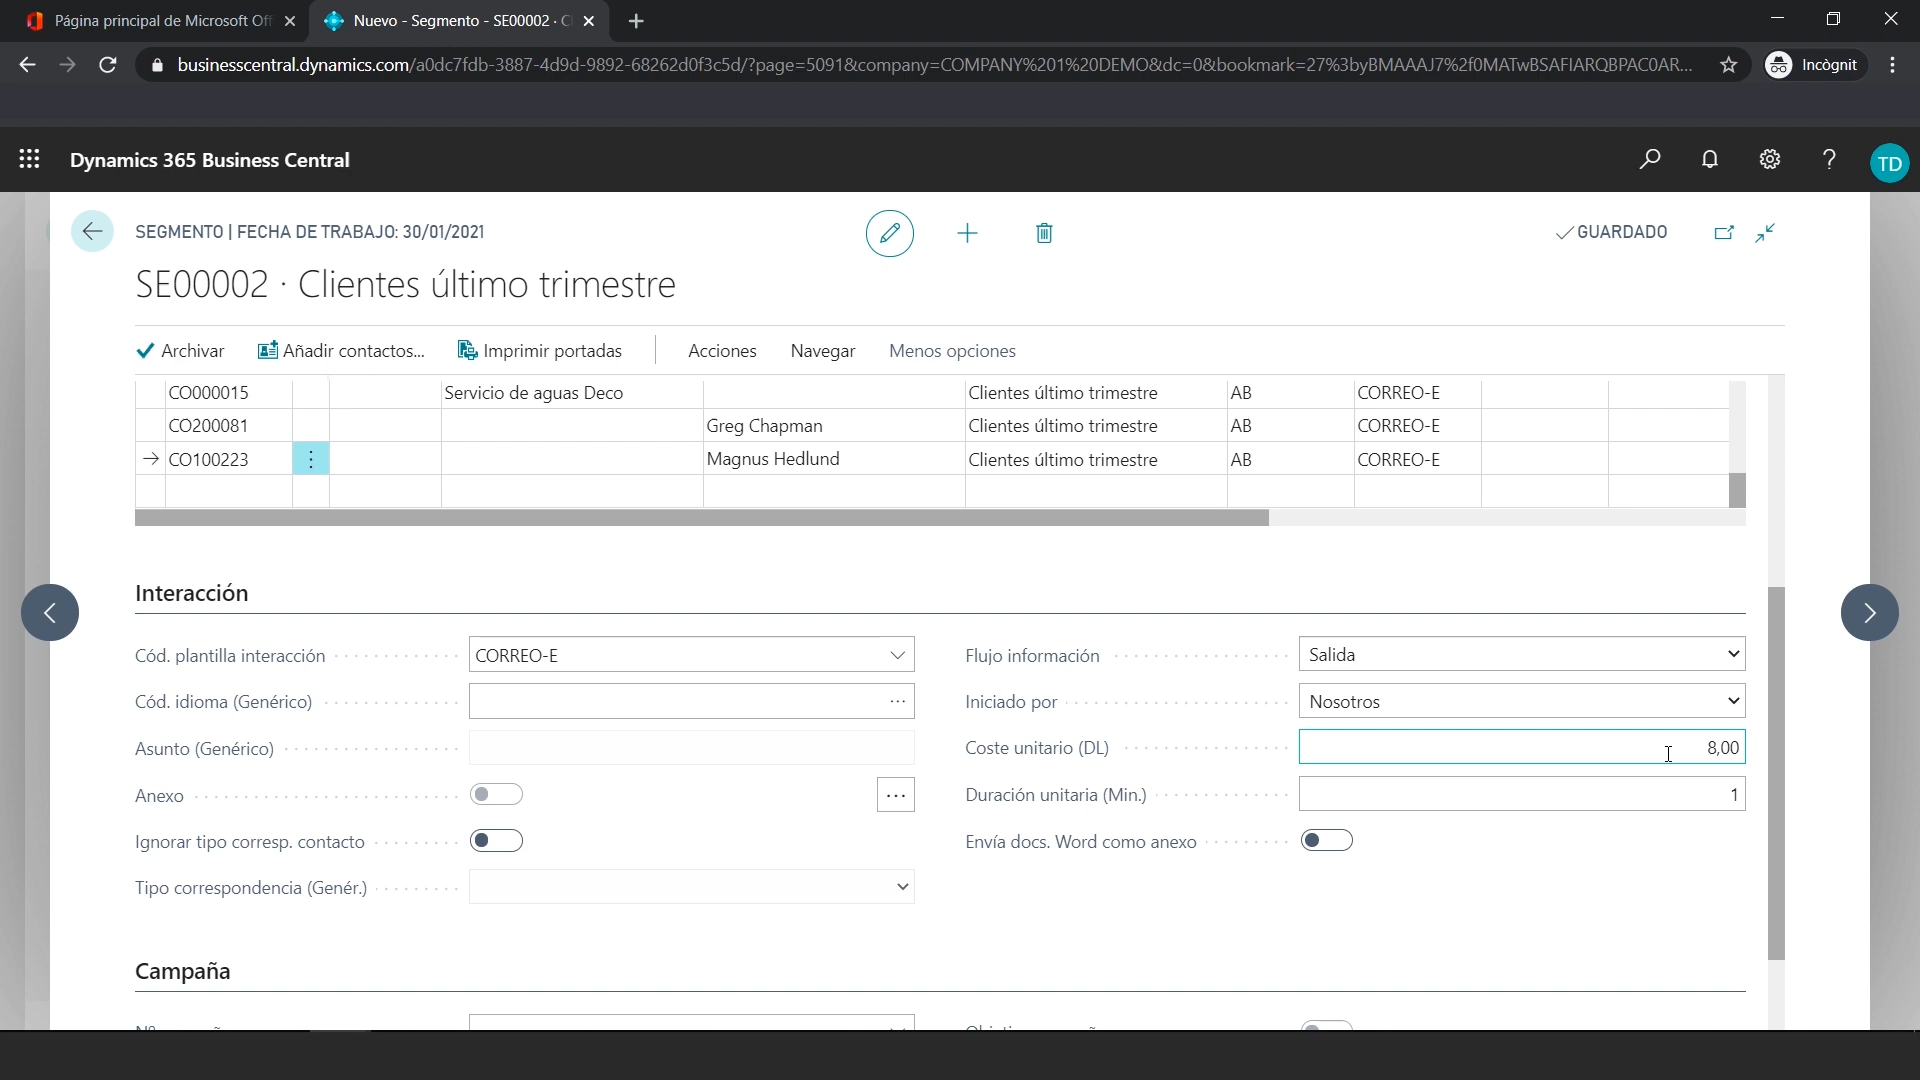 Página principal de Microsoft Off
Nuevo - Segmento - SE00002 · Cl
businesscentral.dynamics.com/a0dc7fdb-3887-4d9d-9892-68262d0f3c5d/?page=5091&company=COMPANY%201%20DEMO&dc=0&bookmark=27%3byBMAAAJ7%2f0MATwBSAFIARQBPAC0AR...
Incògnit
Dynamics 365 Business Central
TD
SEGMENTO | FECHA DE TRABAJO: 30/01/2021
GUARDADO
SE00002 · Clientes último trimestre
Archivar Añadir contactos... Imprimir portadas Acciones Navegar Menos opciones
CO000015 Servicio de aguas Deco Clientes último trimestre AB CORREO-E
CO200081 Greg Chapman Clientes último trimestre AB CORREO-E
CO100223 Magnus Hedlund Clientes último trimestre AB CORREO-E
Interacción
Cód. plantilla interacción CORREO-E Flujo información Salida
Cód. idioma (Genérico) Iniciado por Nosotros
Asunto (Genérico) Coste unitario (DL) 8,00
Anexo Duración unitaria (Min.) 1
Ignorar tipo corresp. contacto Envía docs. Word como anexo
Tipo correspondencia (Genér.)
Campaña